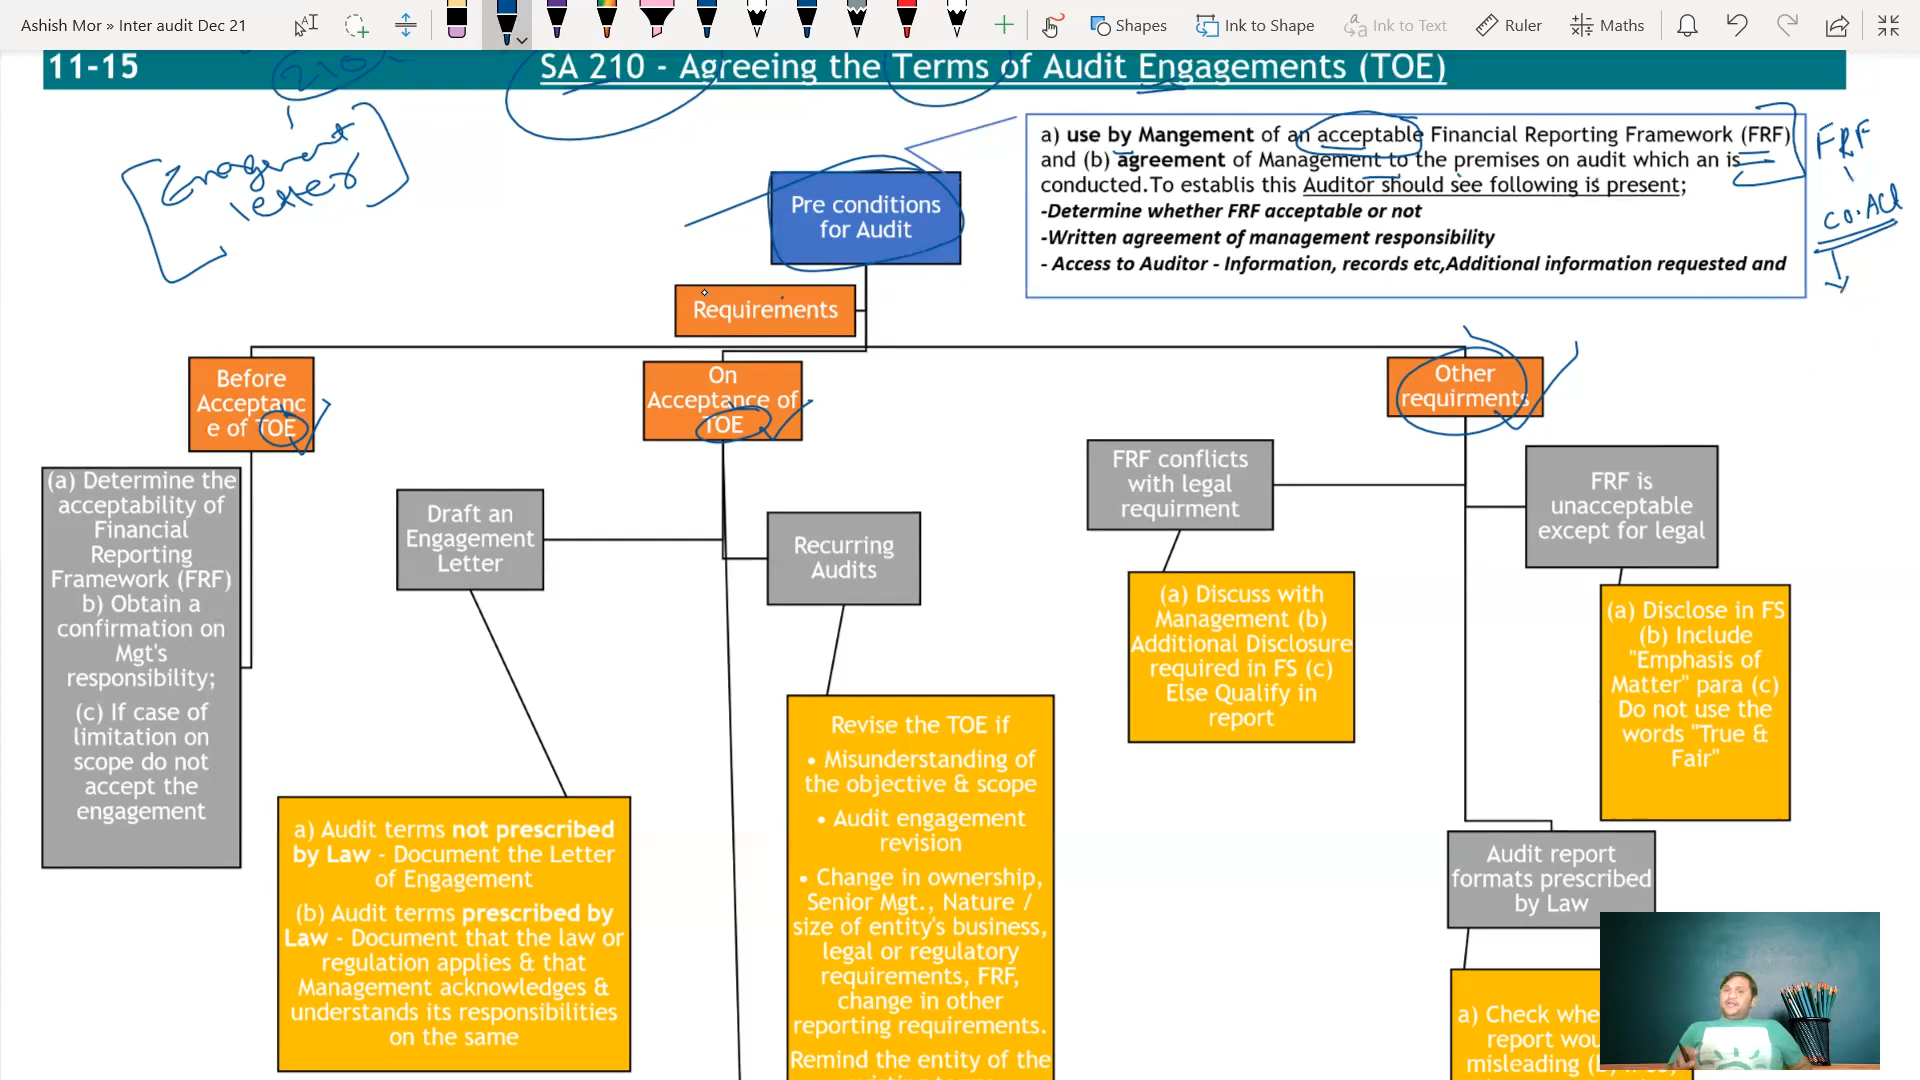 Ashish Mor » Inter audit Dec 21
Shapes
Ink to Shape
Ink to Text
Ruler
Maths
11-15
SA 210 - Agreeing the Terms of Audit Engagements (TOE)
210
Enagement
letter
a) use by Mangement of an acceptable Financial Reporting Framework (FRF)
and (b) agreement of Management to the premises on audit which an is
conducted.To establis this Auditor should see following is present;
-Determine whether FRF acceptable or not
-Written agreement of management responsibility
- Access to Auditor - Information, records etc,Additional information requested and
FRF
CO. Act
Pre conditions
for Audit
Requirements
Before
Acceptanc
e of TOE
On
Acceptance of
TOE
Other
requirments
(a) Determine the
acceptability of
Financial
Reporting
Framework (FRF)
b) Obtain a
confirmation on
Mgt's
responsibility;
(c) If case of
limitation on
scope do not
accept the
engagement
Draft an
Engagement
Letter
Recurring
Audits
FRF conflicts
with legal
requirment
FRF is
unacceptable
except for legal
(a) Discuss with
Management (b)
Additional Disclosure
required in FS (c)
Else Qualify in
report
(a) Disclose in FS
(b) Include
"Emphasis of
Matter" para (c)
Do not use the
words "True &
Fair"
a) Audit terms not prescribed
by Law - Document the Letter
of Engagement
(b) Audit terms prescribed by
Law - Document that the law or
regulation applies & that
Management acknowledges &
understands its responsibilities
on the same
Revise the TOE if
• Misunderstanding of
the objective & scope
• Audit engagement
revision
• Change in ownership,
Senior Mgt., Nature /
size of entity's business,
legal or regulatory
requirements, FRF,
change in other
reporting requirements.
Remind the entity of the
Audit report
formats prescribed
by Law
a) Check whe
report wou
misleading (b